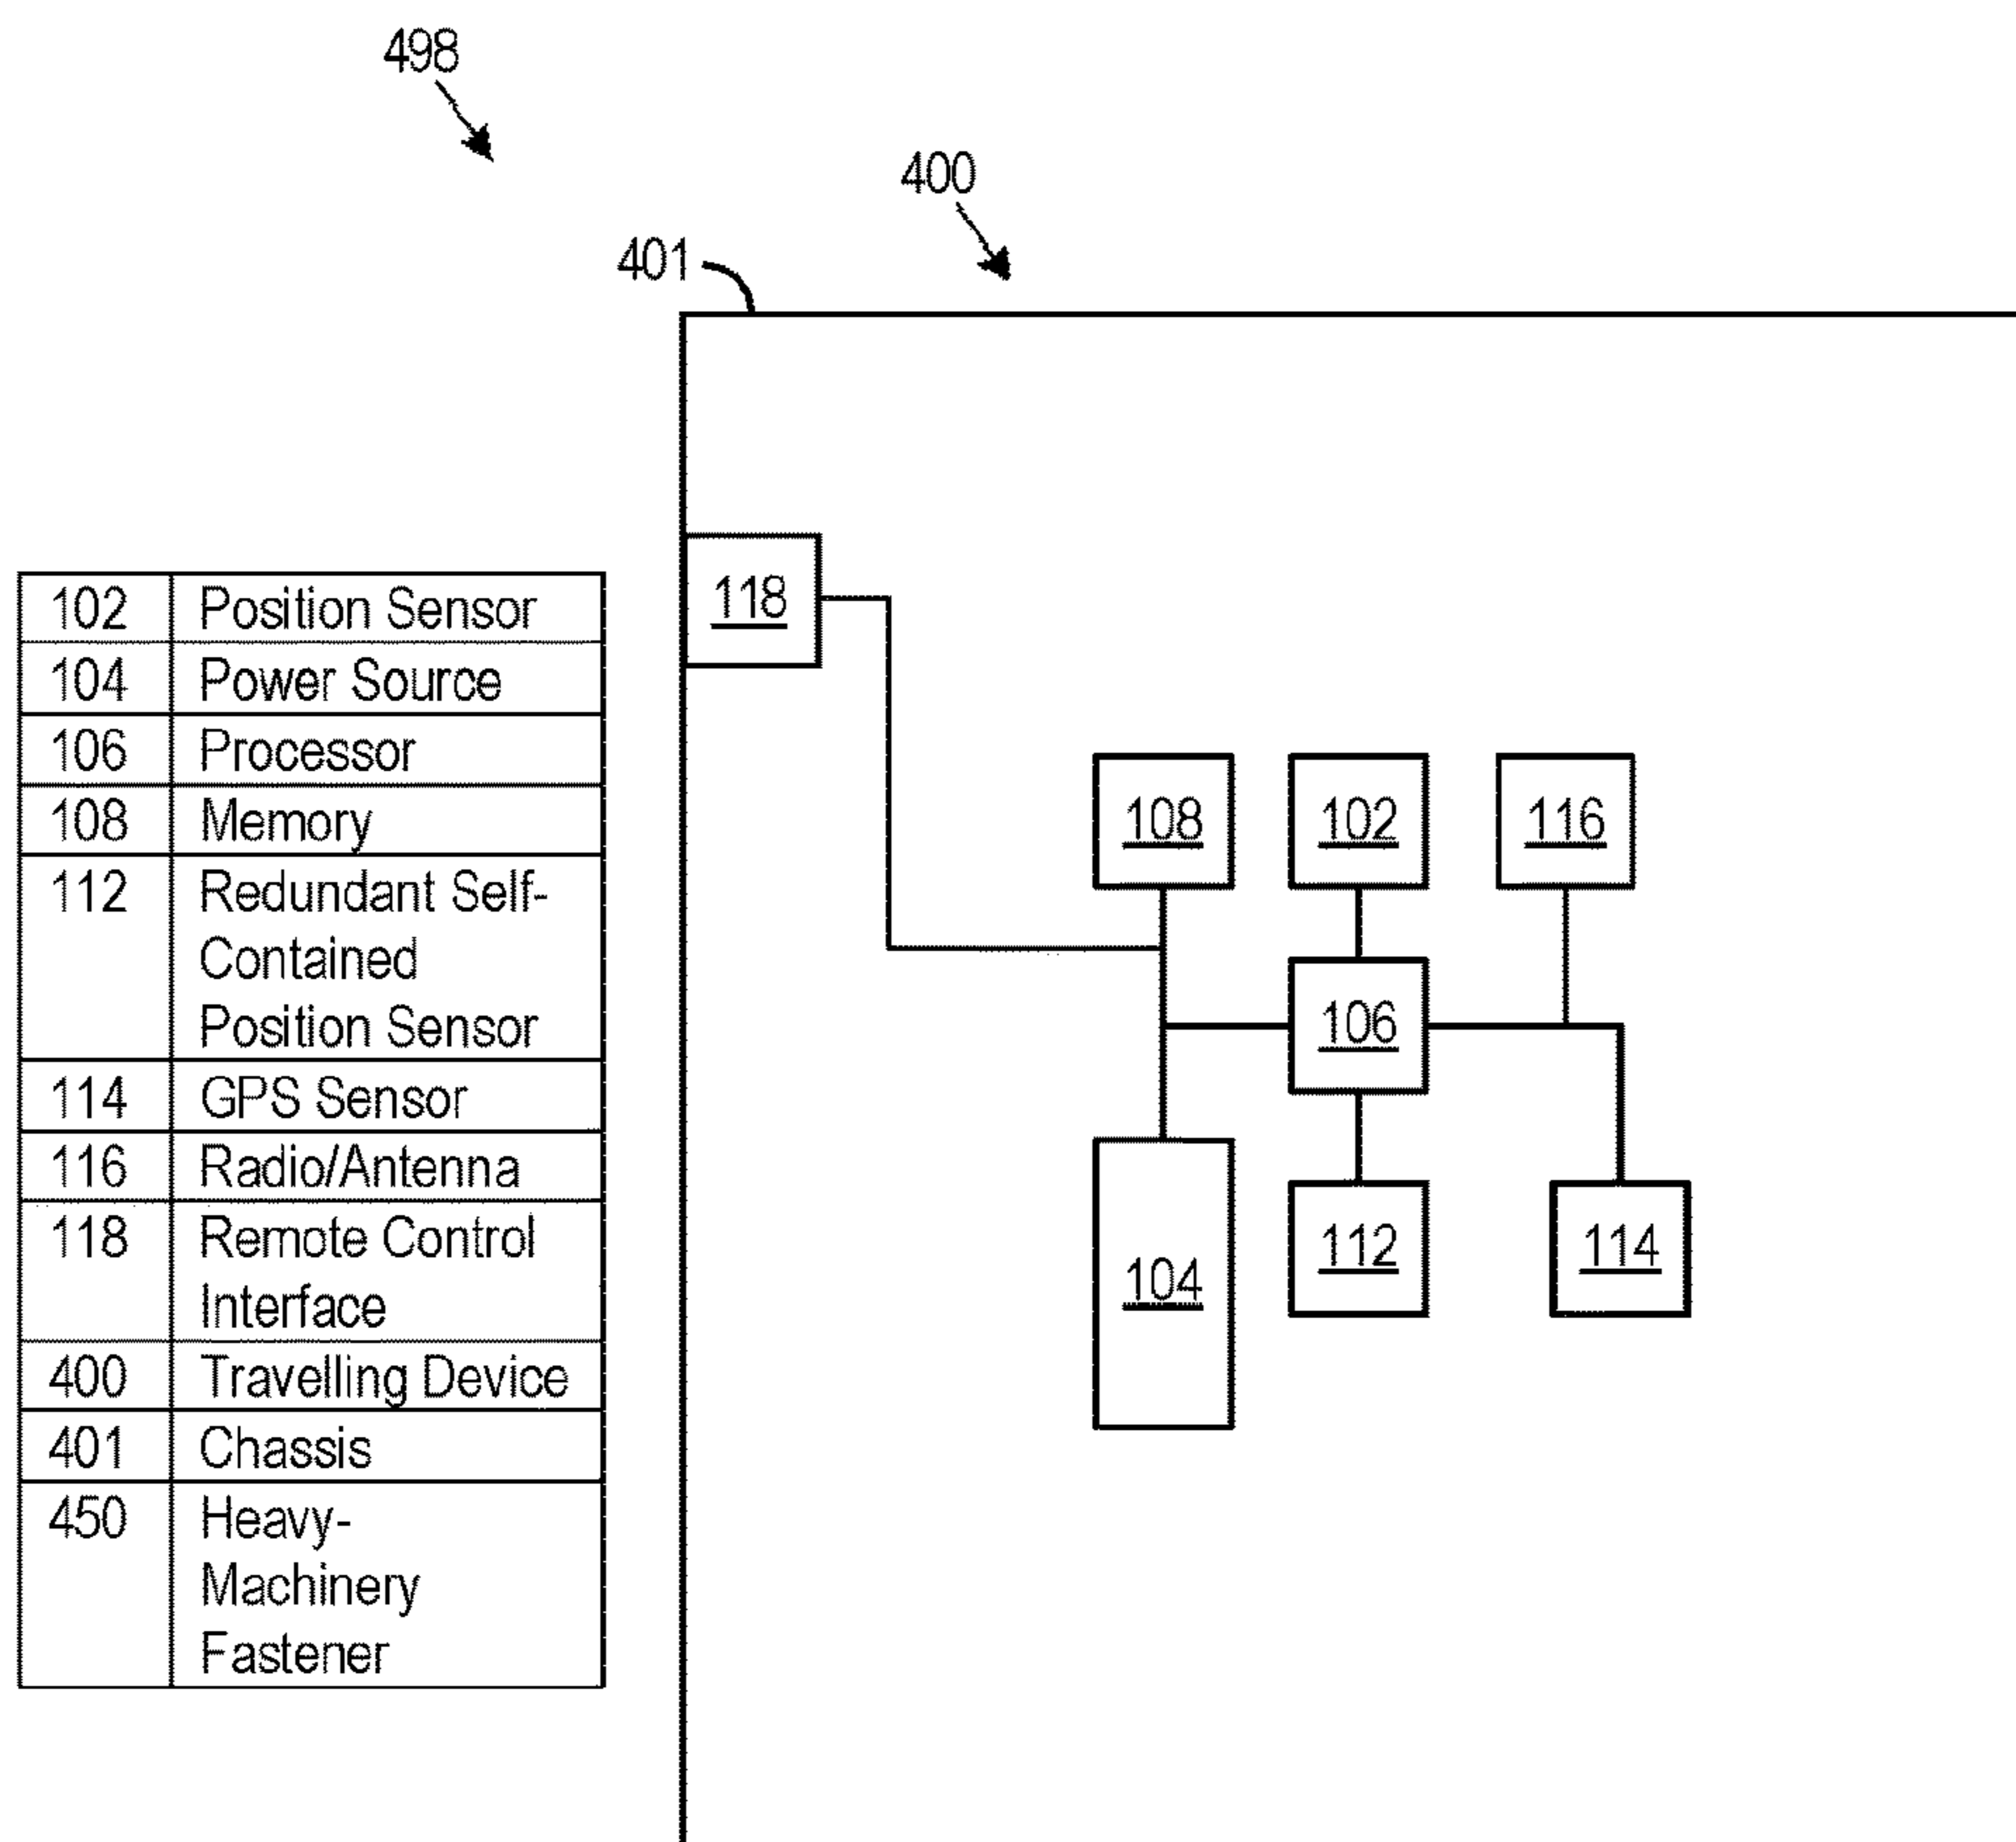 498
400
401
102 Position Sensor
104 Power Source
106 Processor
108 Memory
112 Redundant Self-
Contained
Position Sensor
114 GPS Sensor
116 Radio/Antenna
118 Remote Control
Interface
400 Travelling Device
401 Chassis
450 Heavy-
Machinery
Fastener
118
108 102 116
106
104 112 114